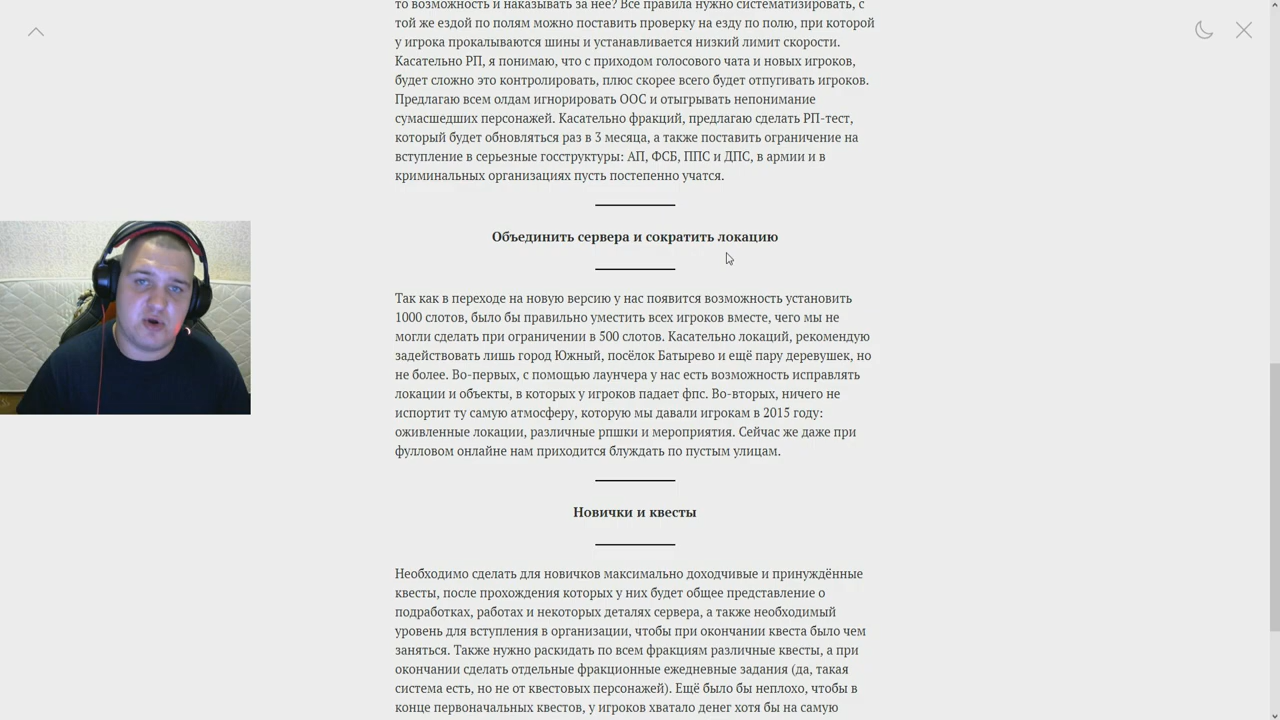 то возможность и наказывать за неё? Все правила нужно систематизировать, с
той же ездой по полям можно поставить проверку на езду по полю, при которой
у игрока прокалываются шины и устанавливается низкий лимит скорости.
Касательно РП, я понимаю, что с приходом голосового чата и новых игроков,
будет сложно это контролировать, плюс скорее всего будет отпугивать игроков.
Предлагаю всем олдам игнорировать ООС и отыгрывать непонимание
сумасшедших персонажей. Касательно фракций, предлагаю сделать РП-тест,
который будет обновляться раз в 3 месяца, а также поставить ограничение на
вступление в серьезные госструктуры: АП, ФСБ, ППС и ДПС, в армии и в
криминальных организациях пусть постепенно учатся.
Объединить сервера и сократить локацию
Так как в переходе на новую версию у нас появится возможность установить
1000 слотов, было бы правильно уместить всех игроков вместе, чего мы не
могли сделать при ограничении в 500 слотов. Касательно локаций, рекомендую
задействовать лишь город Южный, посёлок Батырево и ещё пару деревушек, но
не более. Во-первых, с помощью лаунчера у нас есть возможность исправлять
локации и объекты, в которых у игроков падает фпс. Во-вторых, ничего не
испортит ту самую атмосферу, которую мы давали игрокам в 2015 году:
оживленные локации, различные рпшки и мероприятия. Сейчас же даже при
фулловом онлайне нам приходится блуждать по пустым улицам.
Новички и квесты
Необходимо сделать для новичков максимально доходчивые и принуждённые
квесты, после прохождения которых у них будет общее представление о
подработках, работах и некоторых деталях сервера, а также необходимый
уровень для вступления в организации, чтобы при окончании квеста было чем
заняться. Также нужно раскидать по всем фракциям различные квесты, а при
окончании сделать отдельные фракционные ежедневные задания (да, такая
система есть, но не от квестовых персонажей). Ещё было бы неплохо, чтобы в
конце первоначальных квестов, у игроков хватало денег хотя бы на самую